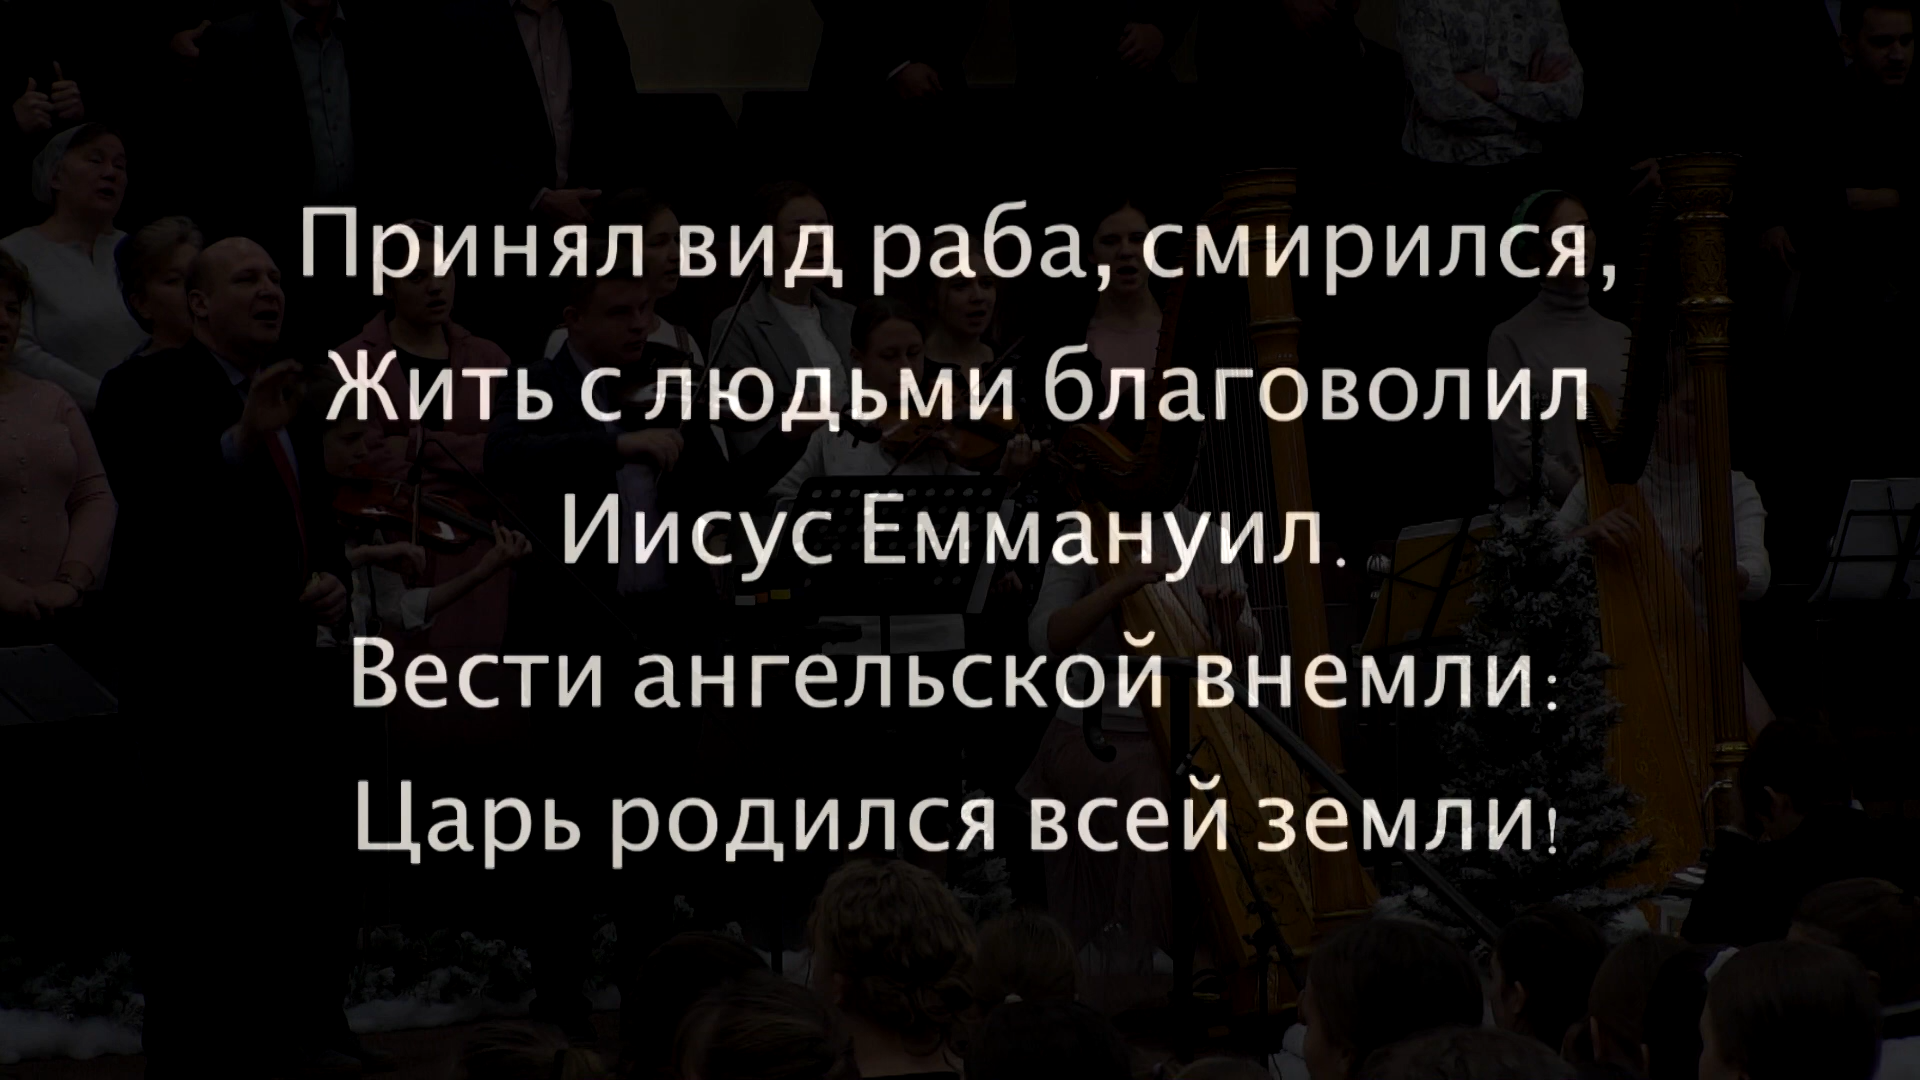 Принял вид раба, смирился,
Жить с людьми благоволил
Иисус Еммануил.
Вести ангельской внемли:
Царь родился всей земли!